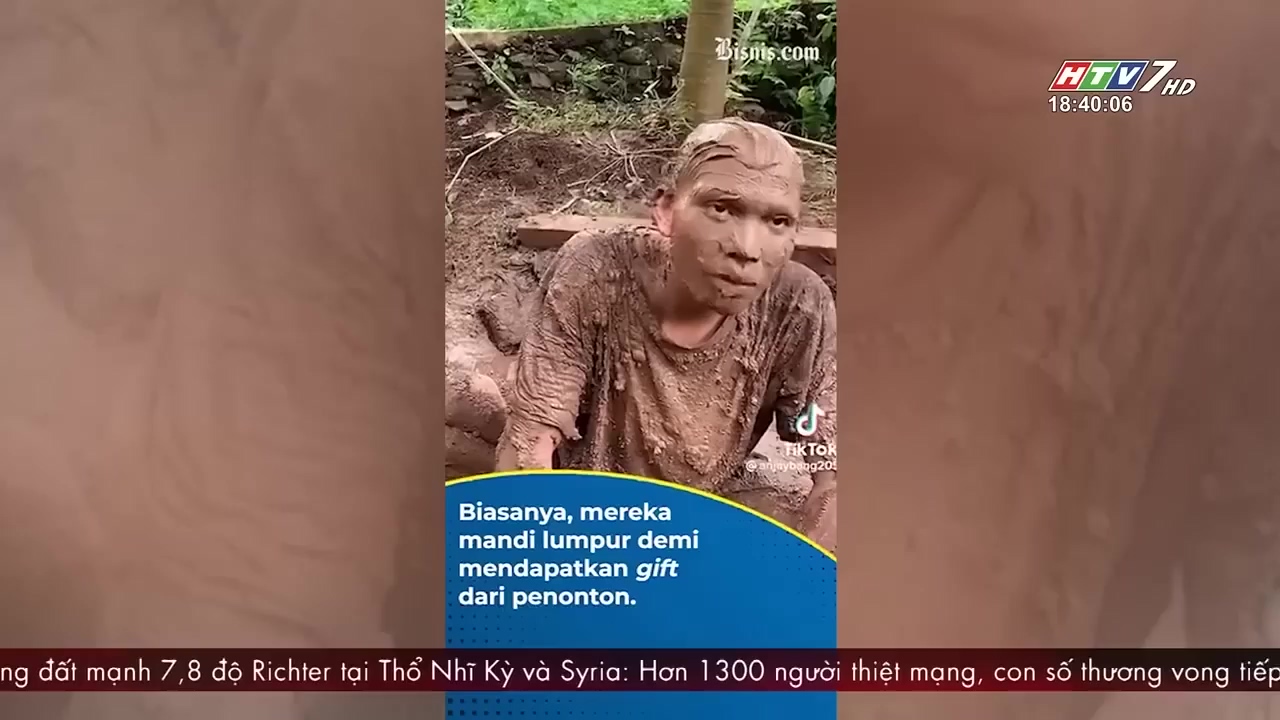 Bisnis.com
HTV7 HD
18:40:06
TikTok
Biasanya, mereka
mandi lumpur demi
mendapatkan gift
dari penonton.
ng đất mạnh 7,8 độ Richter tại Thổ Nhĩ Kỳ và Syria: Hơn 1300 người thiệt mạng, con số thương vong tiếp